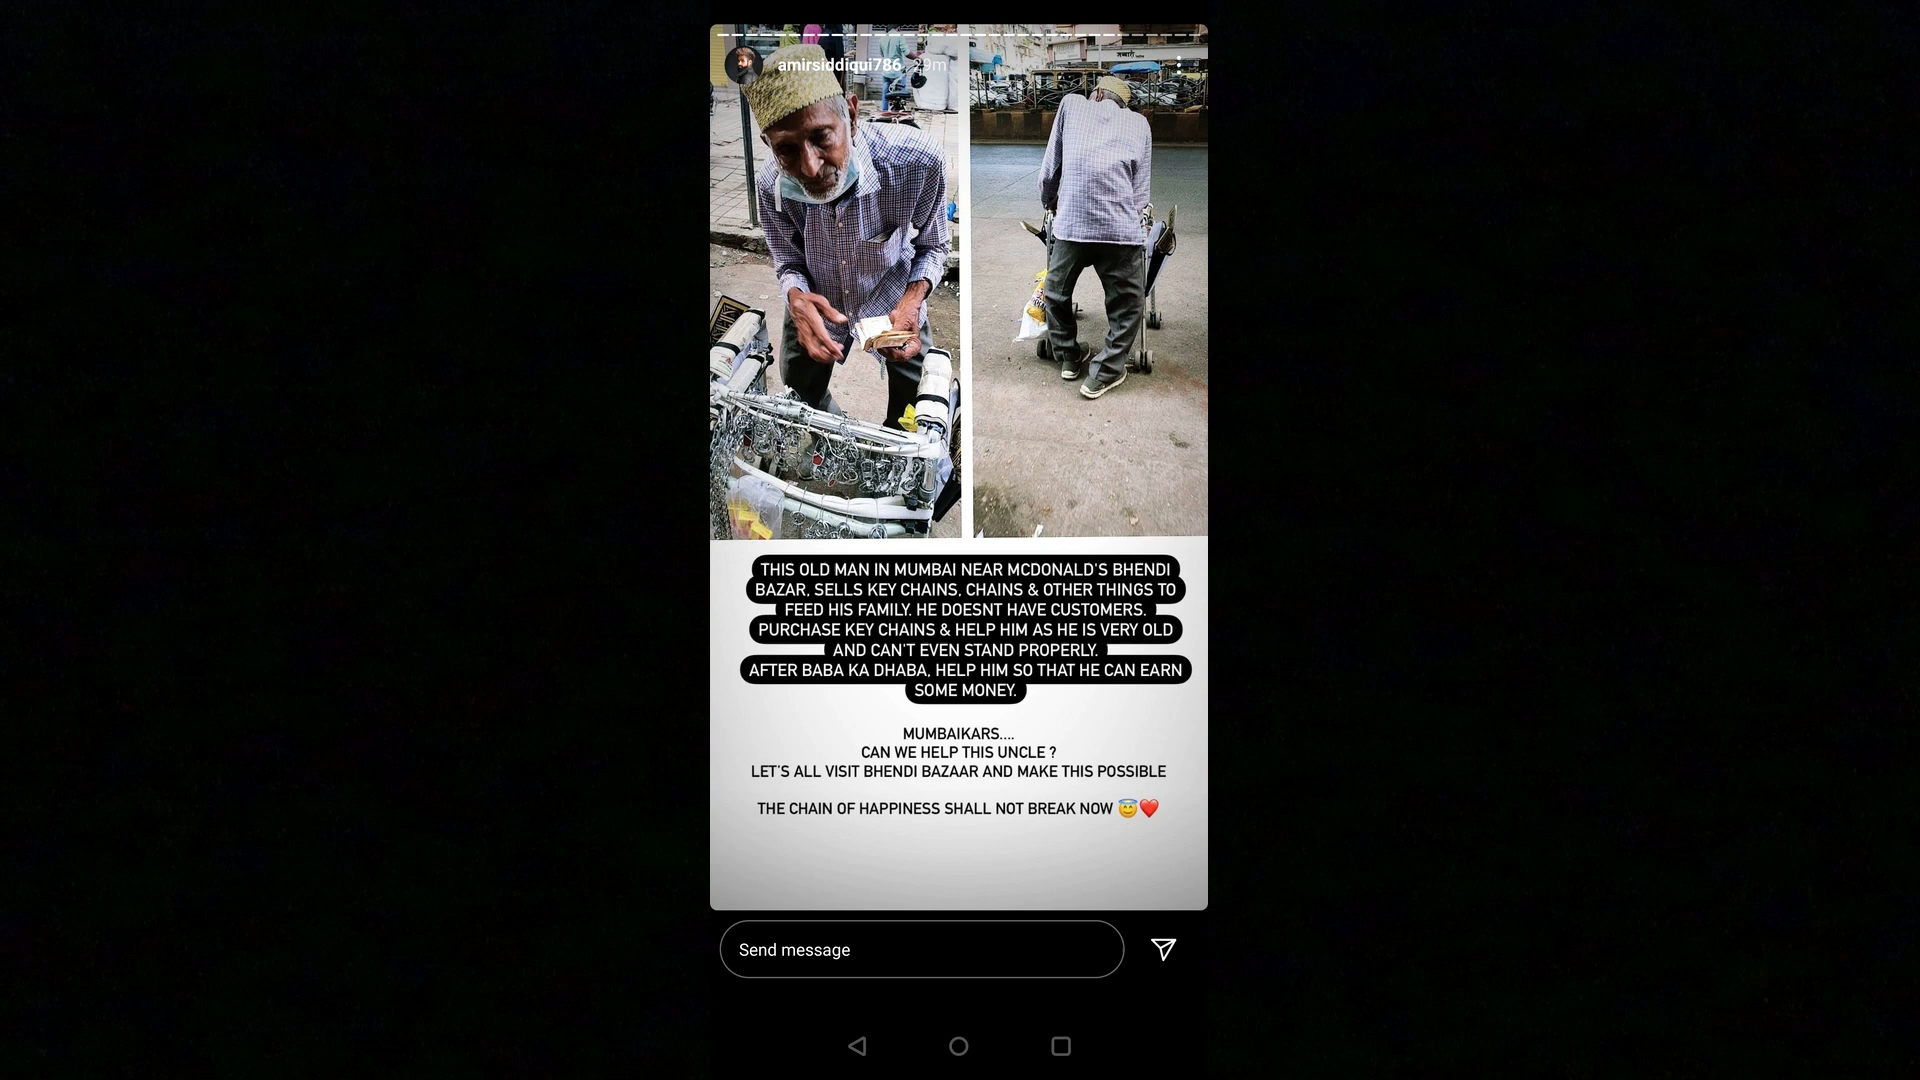 amirsiddiqui786 29m
THIS OLD MAN IN MUMBAI NEAR MCDONALD'S BHENDI
BAZAR, SELLS KEY CHAINS, CHAINS & OTHER THINGS TO
FEED HIS FAMILY. HE DOESNT HAVE CUSTOMERS.
PURCHASE KEY CHAINS & HELP HIM AS HE IS VERY OLD
AND CAN'T EVEN STAND PROPERLY.
AFTER BABA KA DHABA, HELP HIM SO THAT HE CAN EARN
SOME MONEY.
MUMBAIKARS....
CAN WE HELP THIS UNCLE ?
LET'S ALL VISIT BHENDI BAZAAR AND MAKE THIS POSSIBLE
THE CHAIN OF HAPPINESS SHALL NOT BREAK NOW 😇❤️
Send message